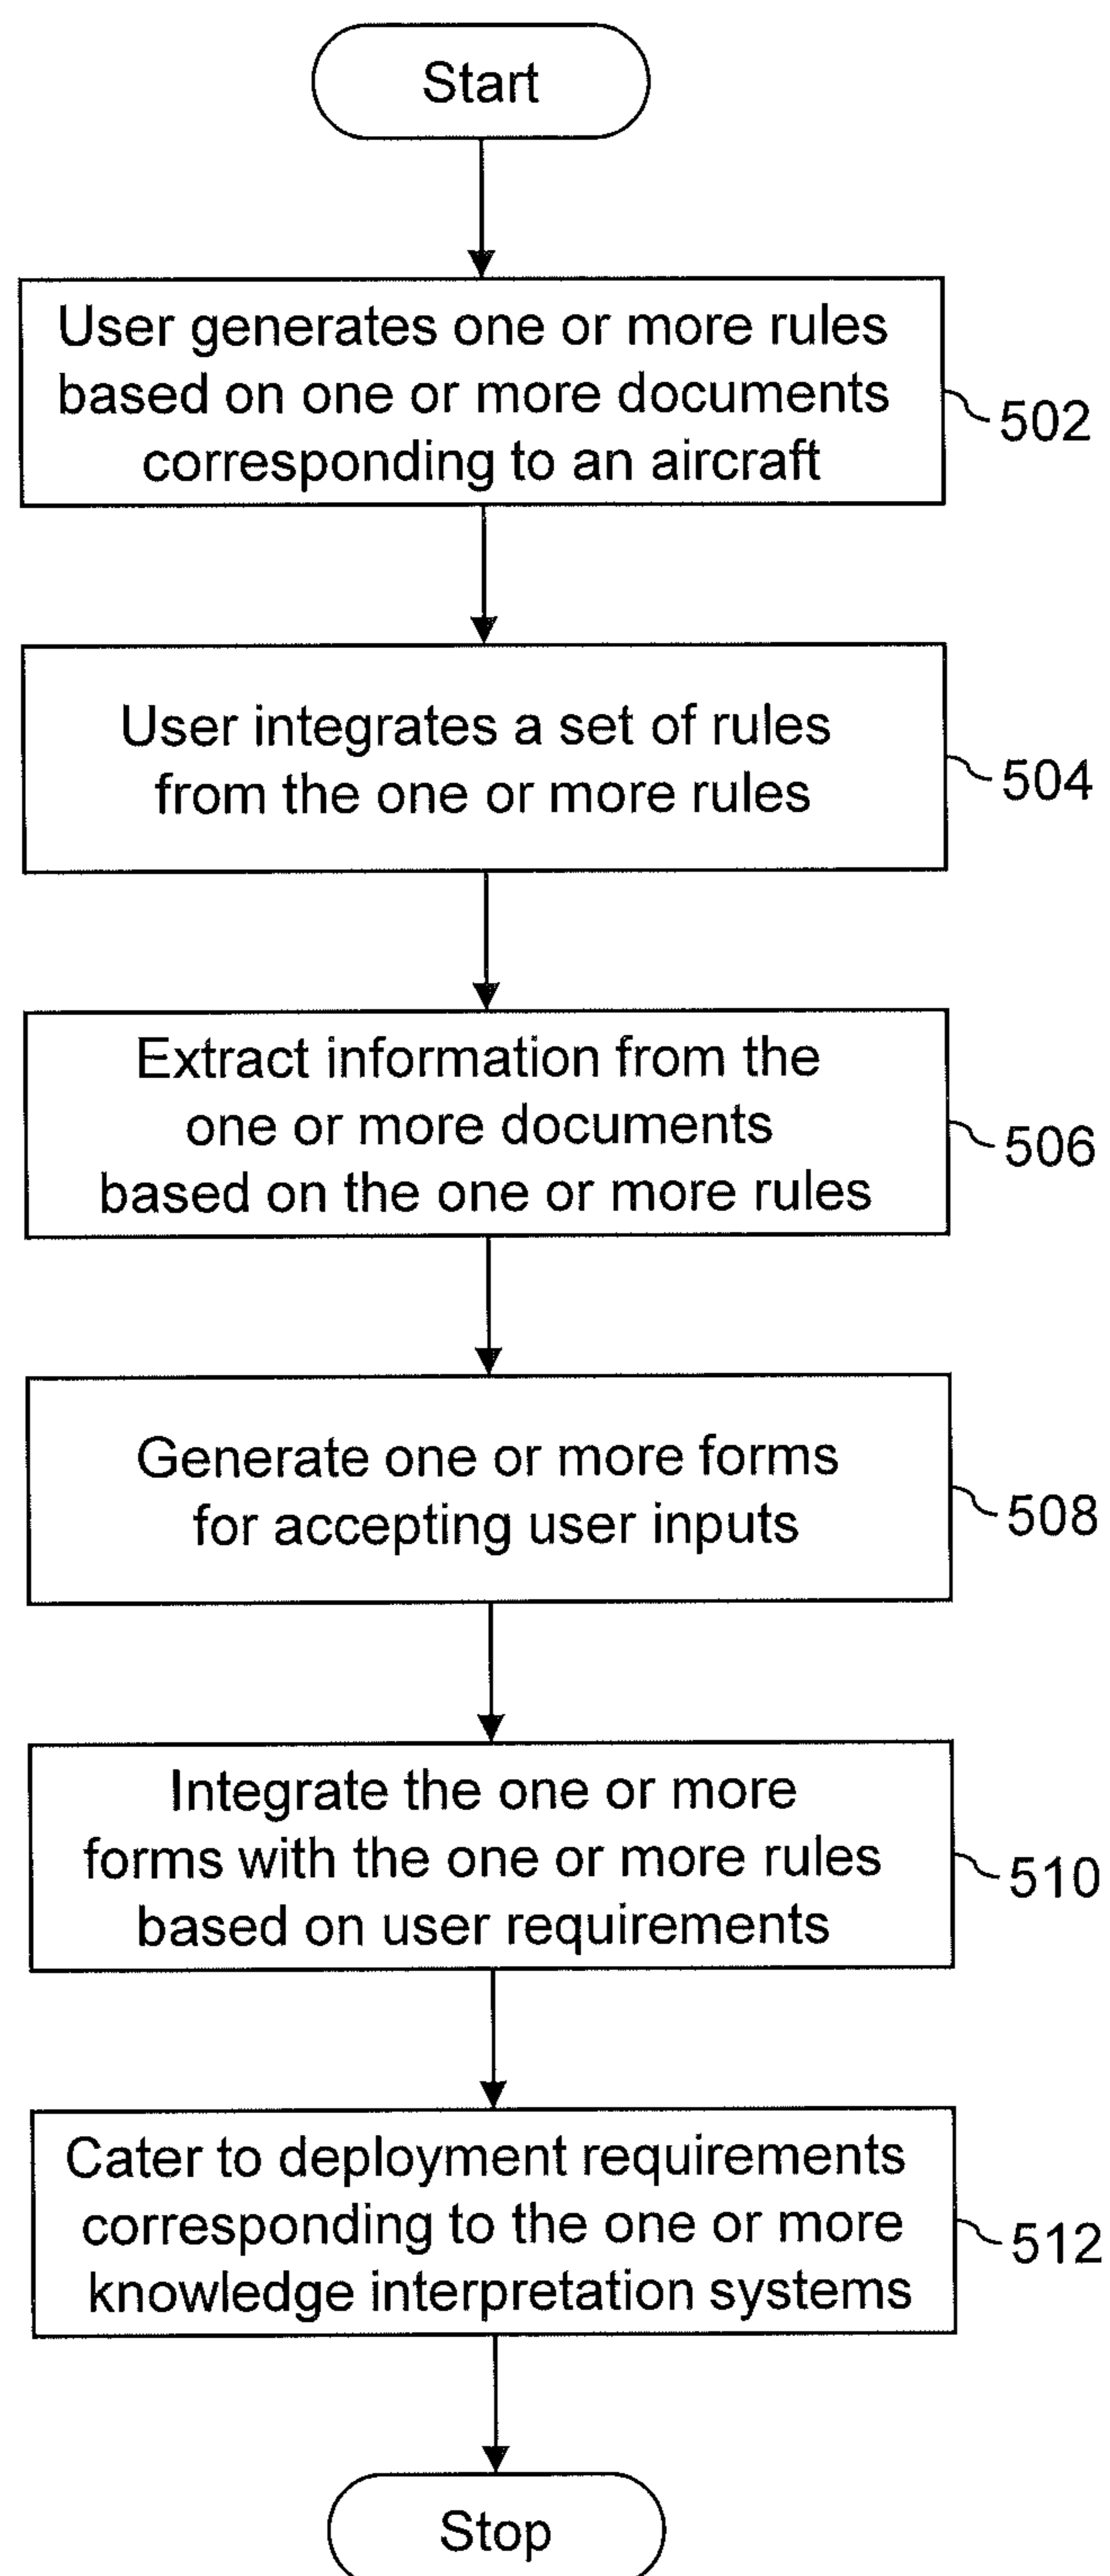 Start
User generates one or more rules
based on one or more documents
corresponding to an aircraft
502
User integrates a set of rules
from the one or more rules
504
Extract information from the
one or more documents
based on the one or more rules
506
Generate one or more forms
for accepting user inputs
508
Integrate the one or more
forms with the one or more rules
based on user requirements
510
Cater to deployment requirements
corresponding to the one or more
knowledge interpretation systems
512
Stop